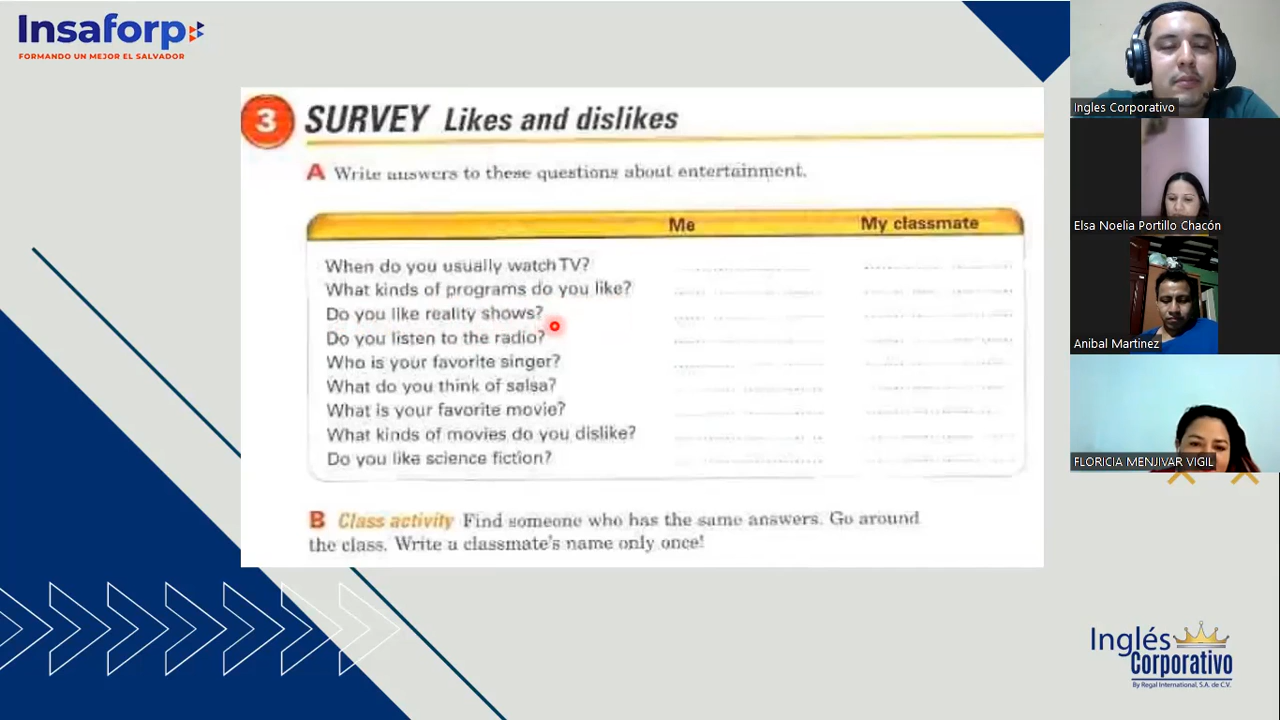 Insaforp
FORMANDO UN MEJOR EL SALVADOR
3 SURVEY Likes and dislikes
A Write answers to these questions about entertainment.
Me My classmate
When do you usually watch TV?
What kinds of programs do you like?
Do you like reality shows?
Do you listen to the radio?
Who is your favorite singer?
What do you think of salsa?
What is your favorite movie?
What kinds of movies do you dislike?
Do you like science fiction?
B Class activity Find someone who has the same answers. Go around
the class. Write a classmate's name only once!
Ingles Corporativo
Elsa Noelia Portillo Chacón
Anibal Martinez
FLORICIA MENJIVAR VIGIL
Inglés
Corporativo
By Regal International, S.A. de C.V.